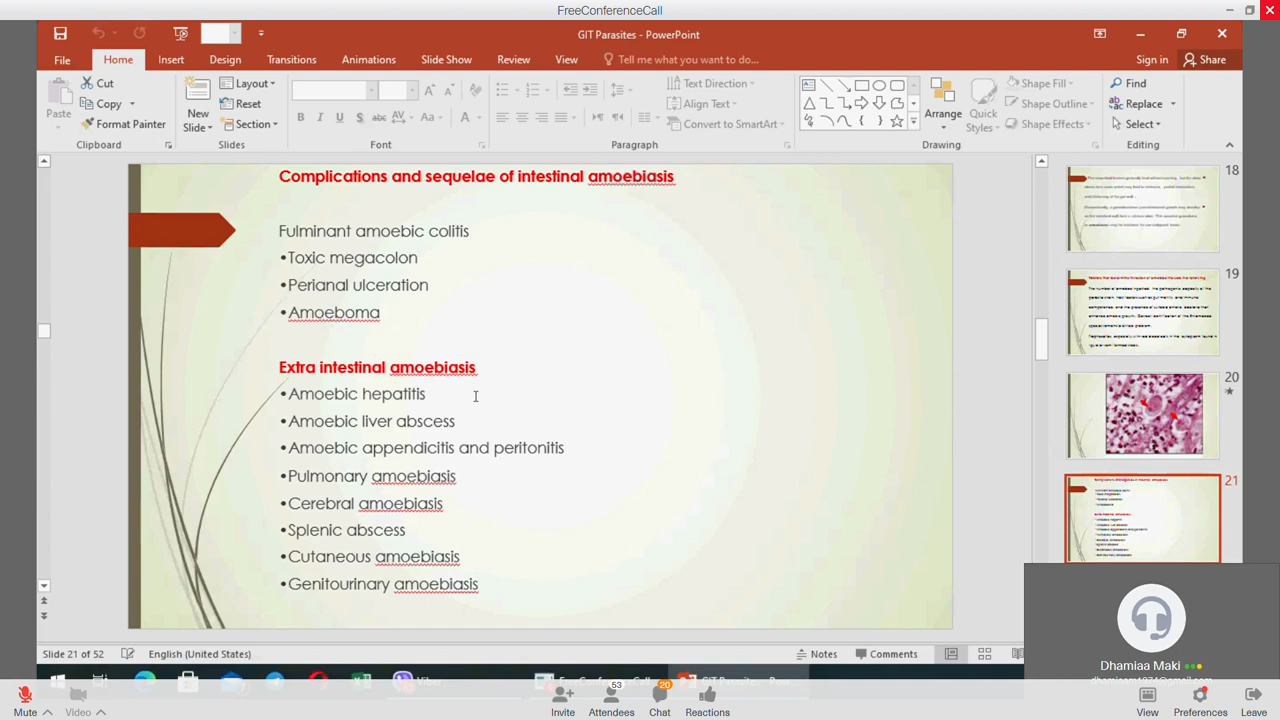 FreeConferenceCall
GIT Parasites - PowerPoint
File Home Insert Design Transitions Animations Slide Show Review View Tell me what you want to do... Sign in Share
Paste Cut Copy Format Painter Clipboard
New Slide Layout Reset Section Slides
B I U S abc AV Aa A Font
Text Direction Align Text Convert to SmartArt Paragraph
Arrange Quick Styles Shape Fill Shape Outline Shape Effects Drawing
Find Replace Select Editing
Complications and sequelae of intestinal amoebiasis
Fulminant amoebic colitis
•Toxic megacolon
•Perianal ulceration
•Amoeboma
Extra intestinal amoebiasis
•Amoebic hepatitis
•Amoebic liver abscess
•Amoebic appendicitis and peritonitis
•Pulmonary amoebiasis
•Cerebral amoebiasis
•Splenic abscess
•Cutaneous amoebiasis
•Genitourinary amoebiasis
18
19
20
21
Slide 21 of 52 English (United States) Notes Comments
Dhamiaa Maki
Viber
53 20
Mute Video Invite Attendees Chat Reactions View Preferences Leave